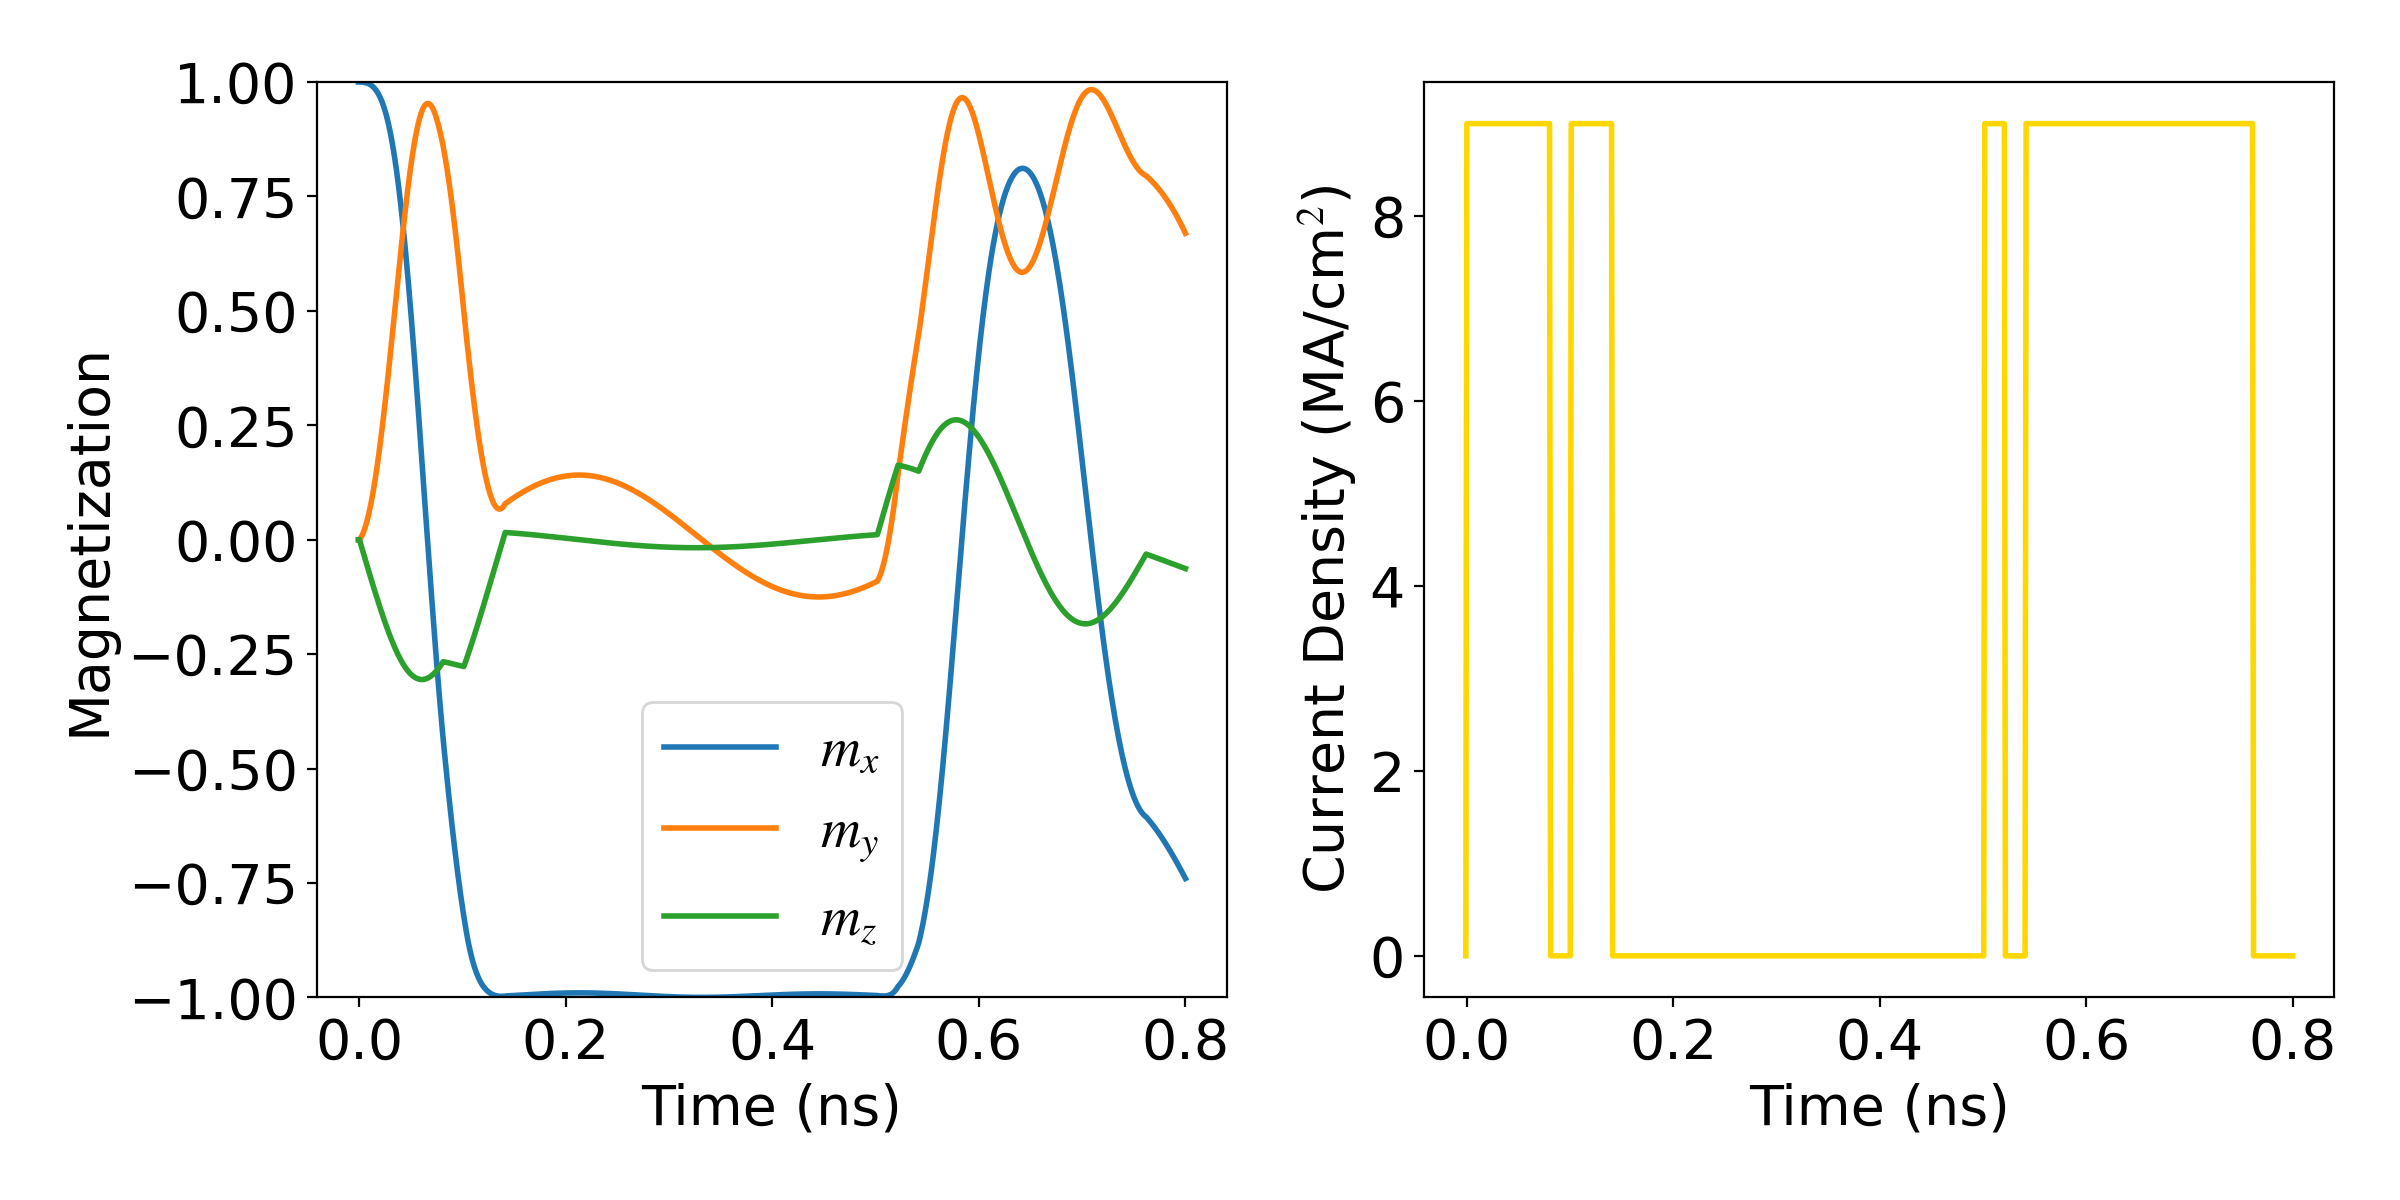 Magnetization
1.00
0.75
0.50
0.25
0.00
−0.25
−0.50
−0.75
−1.00
0.0 0.2 0.4 0.6 0.8
Time (ns)
m_x
m_y
m_z
Current Density (MA/cm²)
8
6
4
2
0
0.0 0.2 0.4 0.6 0.8
Time (ns)